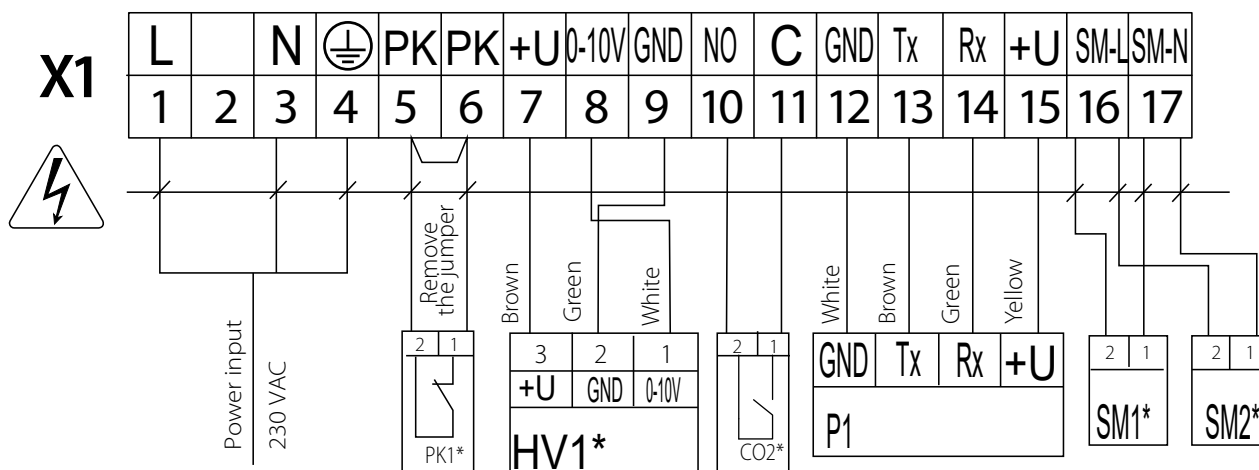 X1
L N PK PK +U 0-10V GND NO C GND Tx Rx +U SM-L SM-N
1 2 3 4 5 6 7 8 9 10 11 12 13 14 15 16 17
Power input
230 VAC
Remove
the jumper
Brown
Green
White
White
Brown
Green
Yellow
2 1
PK1*
3 2 1
+U GND 0-10V
HV1*
2 1
CO2*
GND Tx Rx +U
P1
2 1
SM1*
2 1
SM2*